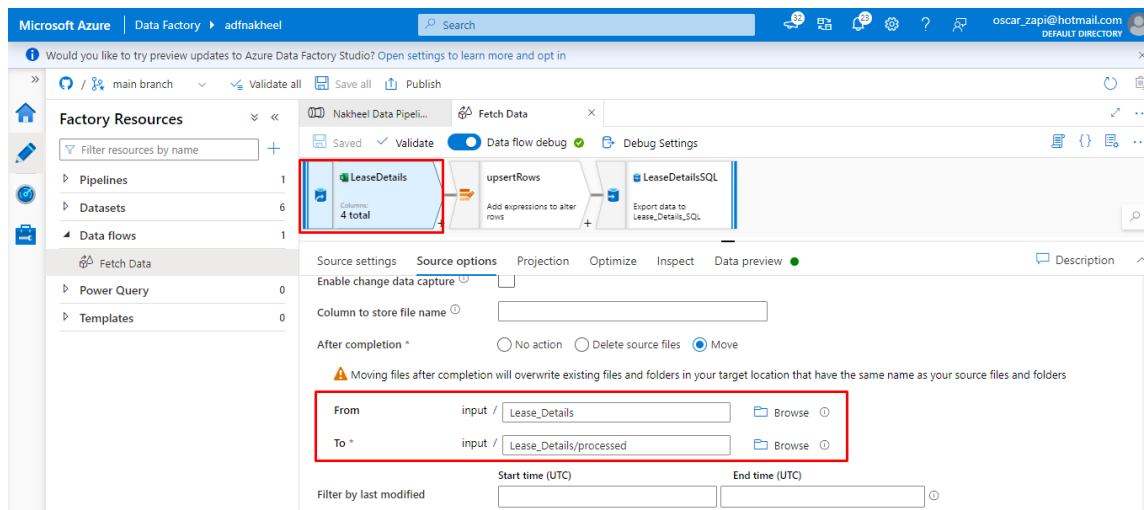 Microsoft Azure Data Factory adfnakheel Search 32 23 oscar_zapi@hotmail.com
DEFAULT DIRECTORY
Would you like to try preview updates to Azure Data Factory Studio? Open settings to learn more and opt in
/ main branch Validate all Save all Publish
Factory Resources
Filter resources by name
Pipelines 1
Datasets 6
Data flows 1
Fetch Data
Power Query 0
Templates 0
Nakheel Data Pipeli... Fetch Data
Saved Validate Data flow debug Debug Settings
LeaseDetails
Columns:
4 total
upsertRows
Add expressions to alter
rows
LeaseDetailsSQL
Export data to
Lease_Details_SQL
Source settings Source options Projection Optimize Inspect Data preview Description
Enable change data capture
Column to store file name
After completion * No action Delete source files Move
Moving files after completion will overwrite existing files and folders in your target location that have the same name as your source files and folders
From input / Lease_Details Browse
To * input / Lease_Details/processed Browse
Start time (UTC) End time (UTC)
Filter by last modified